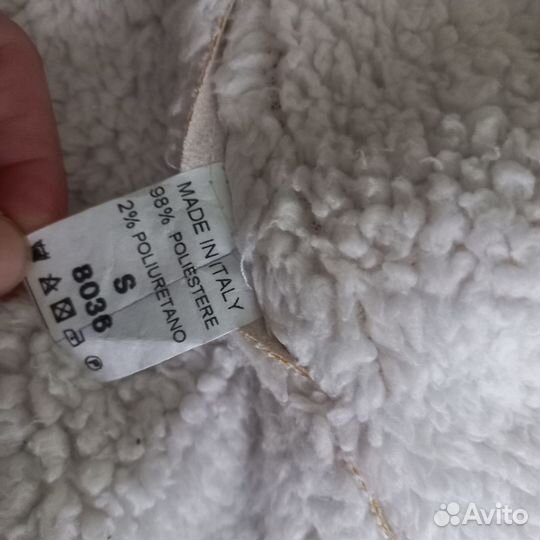 MADE IN ITALY
98% POLIESTERE
2% POLIURETANO
S
8036
Avito